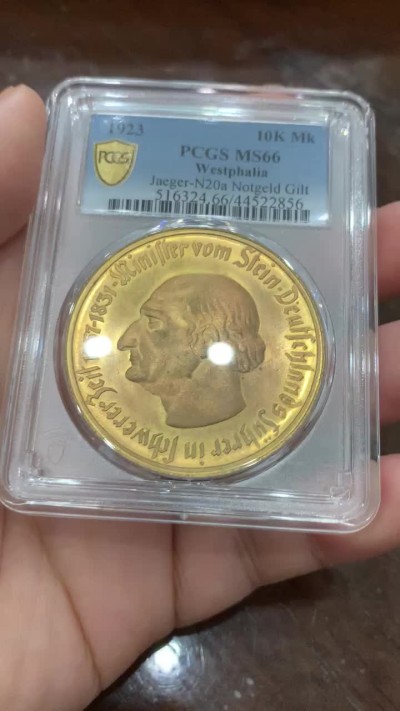 1923 10K Mk
PCGS
PCGS MS66
Westphalia
Jaeger-N20a Notgeld Gilt
516324.66/44522856
Minister vom Stein · Deutschlands Führer in schwerer Zeit
1831